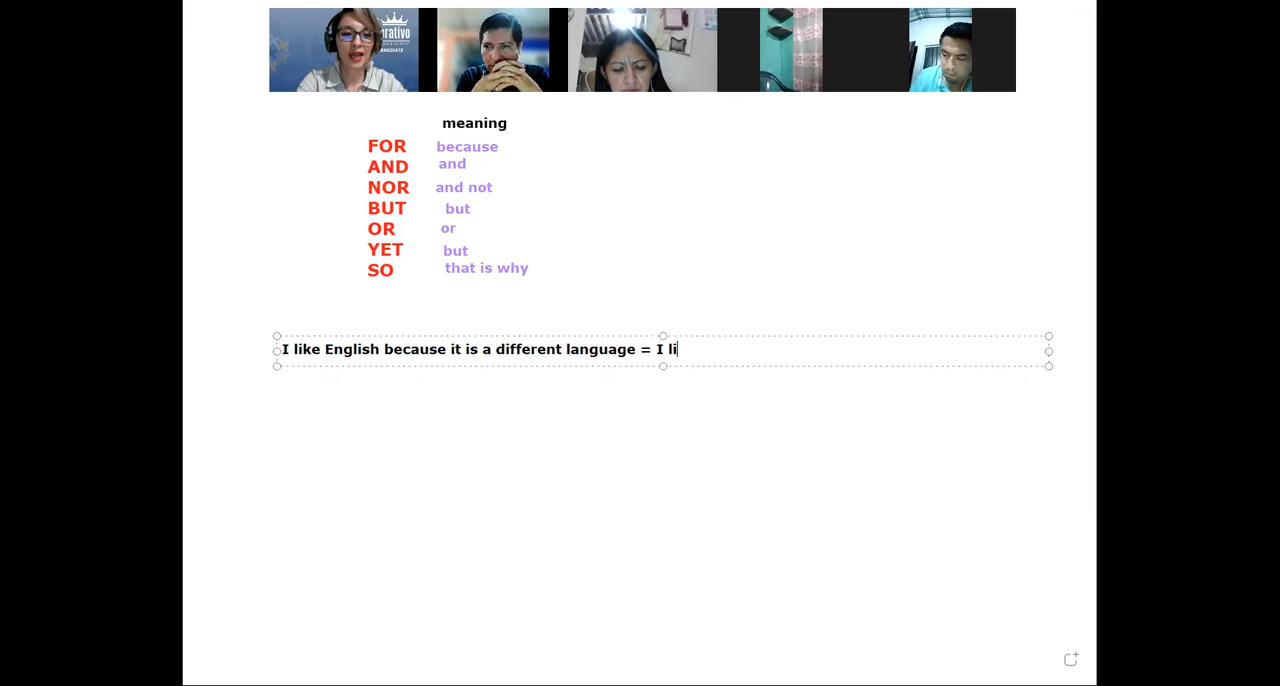 MEDIATE
meaning
FOR because
AND and
NOR and not
BUT but
OR or
YET but
SO that is why
I like English because it is a different language = I li